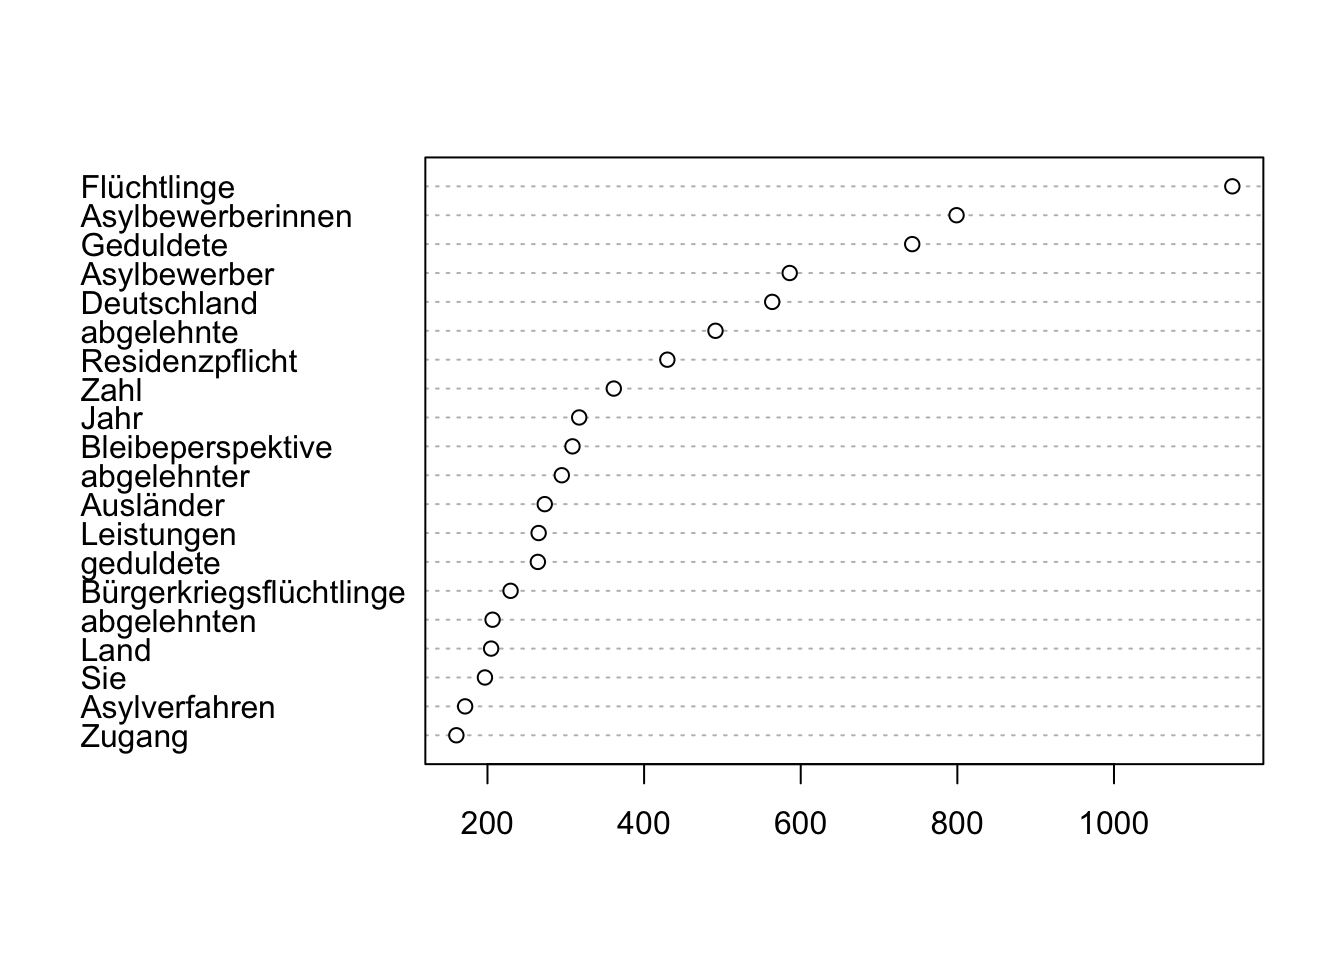 Flüchtlinge
Asylbewerberinnen
Geduldete
Asylbewerber
Deutschland
abgelehnte
Residenzpflicht
Zahl
Jahr
Bleibeperspektive
abgelehnter
Ausländer
Leistungen
geduldete
Bürgerkriegsflüchtlinge
abgelehnten
Land
Sie
Asylverfahren
Zugang
200 400 600 800 1000